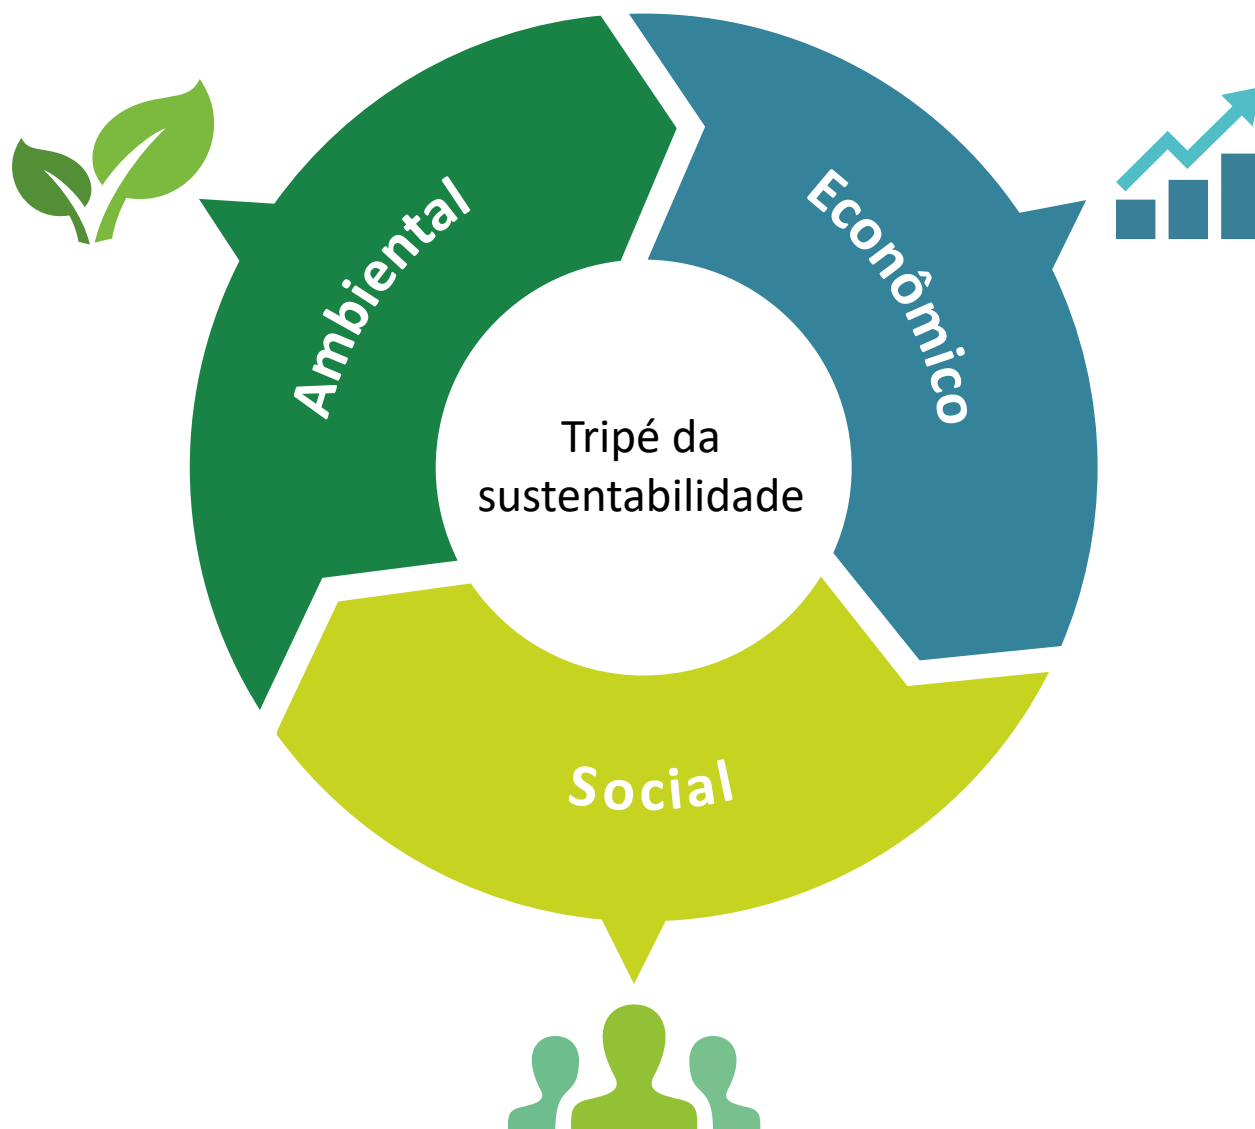 Ambiental
Econômico
Tripé da
sustentabilidade
Social